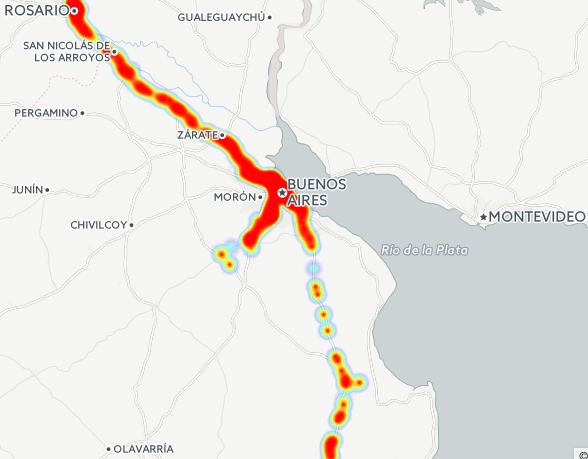 ROSARIO
GUALEGUAYCHÚ
SAN NICOLÁS DE
LOS ARROYOS
PERGAMINO
ZÁRATE
JUNÍN
MORÓN
BUENOS
AIRES
CHIVILCOY
MONTEVIDEO
Río de la Plata
OLAVARRÍA
©